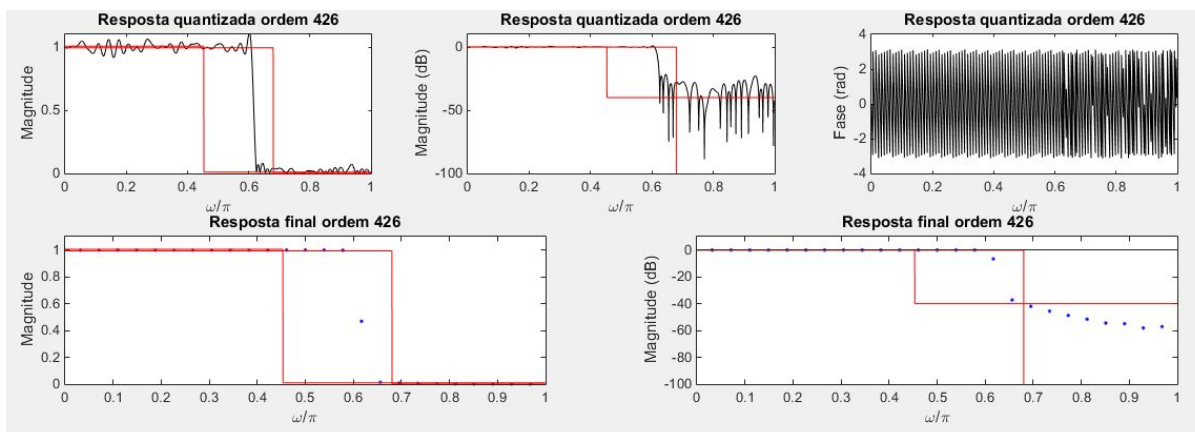 Resposta quantizada ordem 426
Magnitude
1
0.5
0
0 0.2 0.4 0.6 0.8 1
ω/π
Resposta quantizada ordem 426
Magnitude (dB)
0
-50
-100
0 0.2 0.4 0.6 0.8 1
ω/π
Resposta quantizada ordem 426
Fase (rad)
4
2
0
-2
-4
0 0.2 0.4 0.6 0.8 1
ω/π
Resposta final ordem 426
Magnitude
1
0.8
0.6
0.4
0.2
0
0 0.1 0.2 0.3 0.4 0.5 0.6 0.7 0.8 0.9 1
ω/π
Resposta final ordem 426
Magnitude (dB)
0
-20
-40
-60
-80
-100
0 0.1 0.2 0.3 0.4 0.5 0.6 0.7 0.8 0.9 1
ω/π